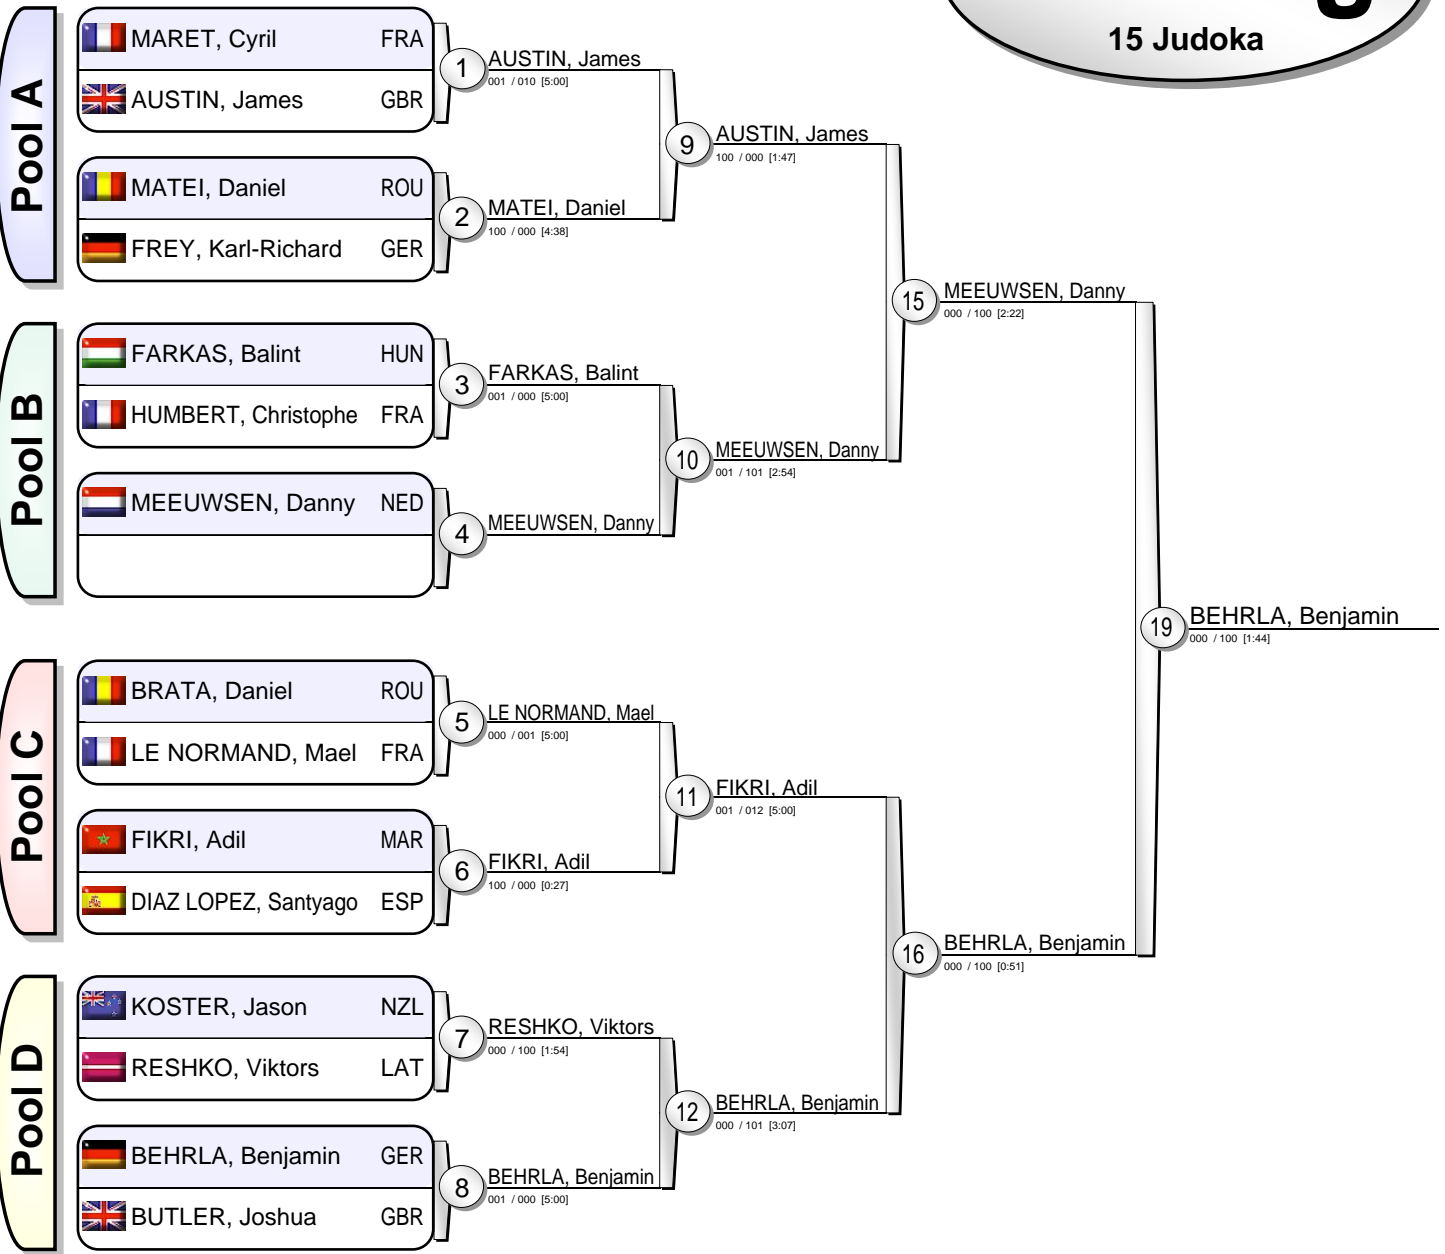 15 Judoka
Pool A
MARET, Cyril FRA
AUSTIN, James GBR
MATEI, Daniel ROU
FREY, Karl-Richard GER
1
AUSTIN, James
001 / 010 [5:00]
2
MATEI, Daniel
100 / 000 [4:38]
9
AUSTIN, James
100 / 000 [1:47]
Pool B
FARKAS, Balint HUN
HUMBERT, Christophe FRA
MEEUWSEN, Danny NED
3
FARKAS, Balint
001 / 000 [5:00]
4
MEEUWSEN, Danny
10
MEEUWSEN, Danny
001 / 101 [2:54]
15
MEEUWSEN, Danny
000 / 100 [2:22]
Pool C
BRATA, Daniel ROU
LE NORMAND, Mael FRA
FIKRI, Adil MAR
DIAZ LOPEZ, Santyago ESP
5
LE NORMAND, Mael
000 / 001 [5:00]
6
FIKRI, Adil
100 / 000 [0:27]
11
FIKRI, Adil
001 / 012 [5:00]
Pool D
KOSTER, Jason NZL
RESHKO, Viktors LAT
BEHRLA, Benjamin GER
BUTLER, Joshua GBR
7
RESHKO, Viktors
000 / 100 [1:54]
8
BEHRLA, Benjamin
001 / 000 [5:00]
12
BEHRLA, Benjamin
000 / 101 [3:07]
16
BEHRLA, Benjamin
000 / 100 [0:51]
19
BEHRLA, Benjamin
000 / 100 [1:44]